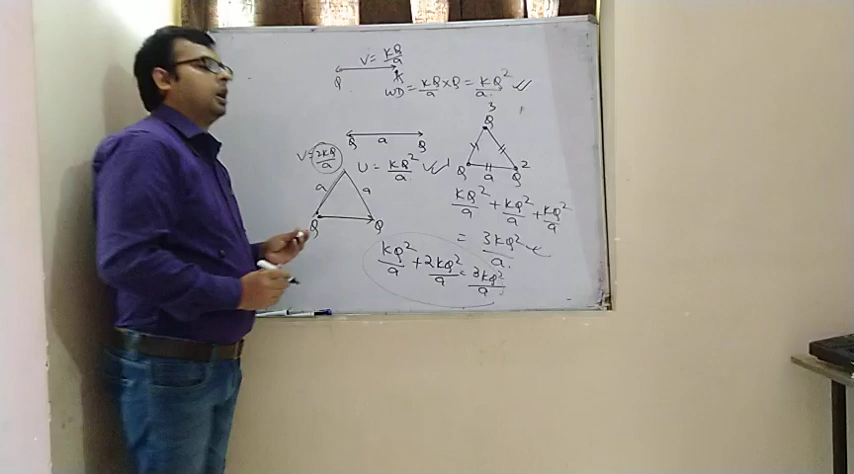 V = KQ/a
Q
WD = KQ/a × Q = KQ²/a
Q a Q
U = KQ²/a
V = 2KQ/a
a a
Q Q
3
Q
1 2
Q a Q
KQ²/a + KQ²/a + KQ²/a
= 3KQ²/a
KQ²/a + 2KQ²/a = 3KQ²/a